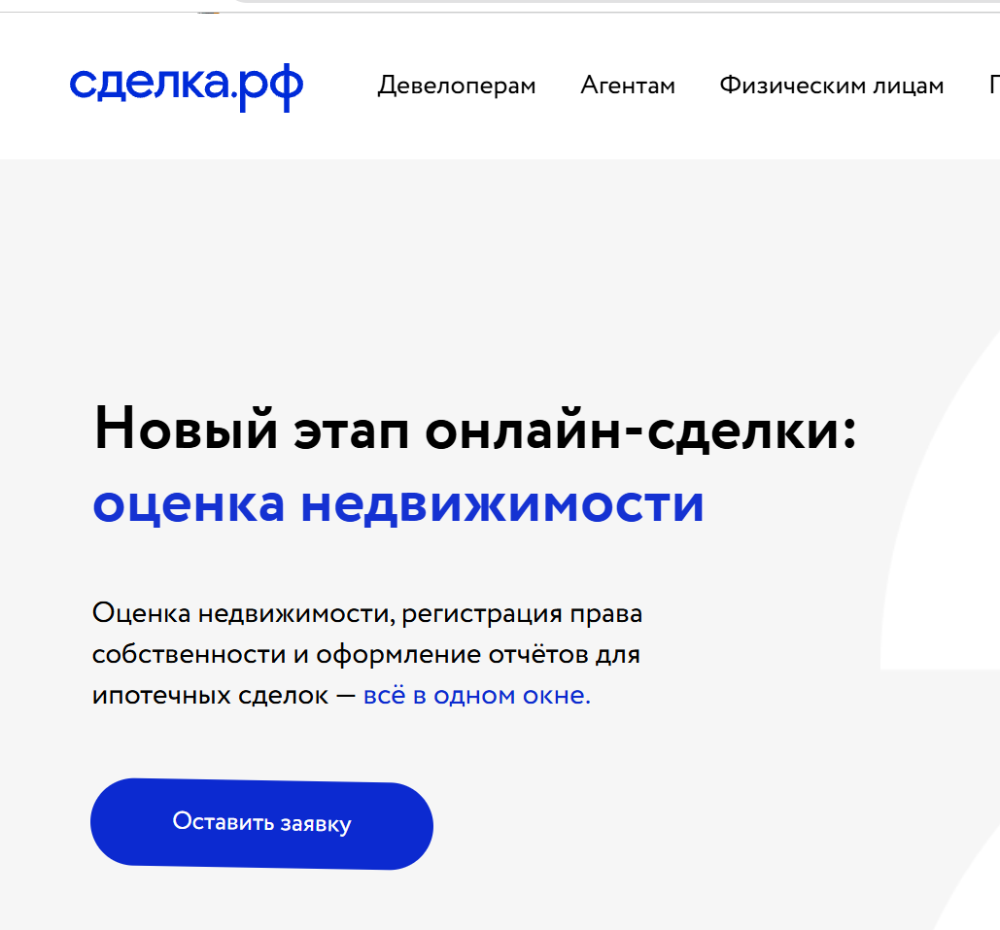 сделка.рф
Девелоперам Агентам Физическим лицам
Новый этап онлайн-сделки:
оценка недвижимости
Оценка недвижимости, регистрация права
собственности и оформление отчётов для
ипотечных сделок — всё в одном окне.
Оставить заявку